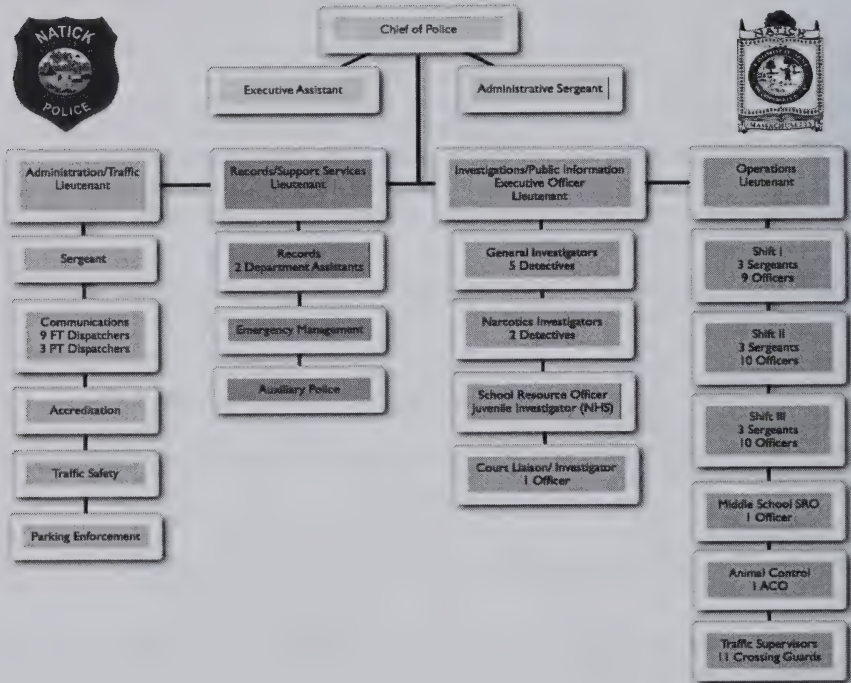 NATICK
POLICE
Chief of Police
NATICK
MASSACHUSETTS
Executive Assistant
Administrative Sergeant
Administration/Traffic
Lieutenant
Sergeant
Communications
9 FT Dispatchers
3 PT Dispatchers
Accreditation
Traffic Safety
Parking Enforcement
Records/Support Services
Lieutenant
Records
2 Department Assistants
Emergency Management
Auxiliary Police
Investigations/Public Information
Executive Officer
Lieutenant
General Investigators
5 Detectives
Narcotics Investigators
2 Detectives
School Resource Officer
Juvenile Investigator (NHS)
Court Liaison/ Investigator
1 Officer
Operations
Lieutenant
Shift I
3 Sergeants
9 Officers
Shift II
3 Sergeants
10 Officers
Shift III
3 Sergeants
10 Officers
Middle School SRO
1 Officer
Animal Control
1 ACO
Traffic Supervisors
11 Crossing Guards